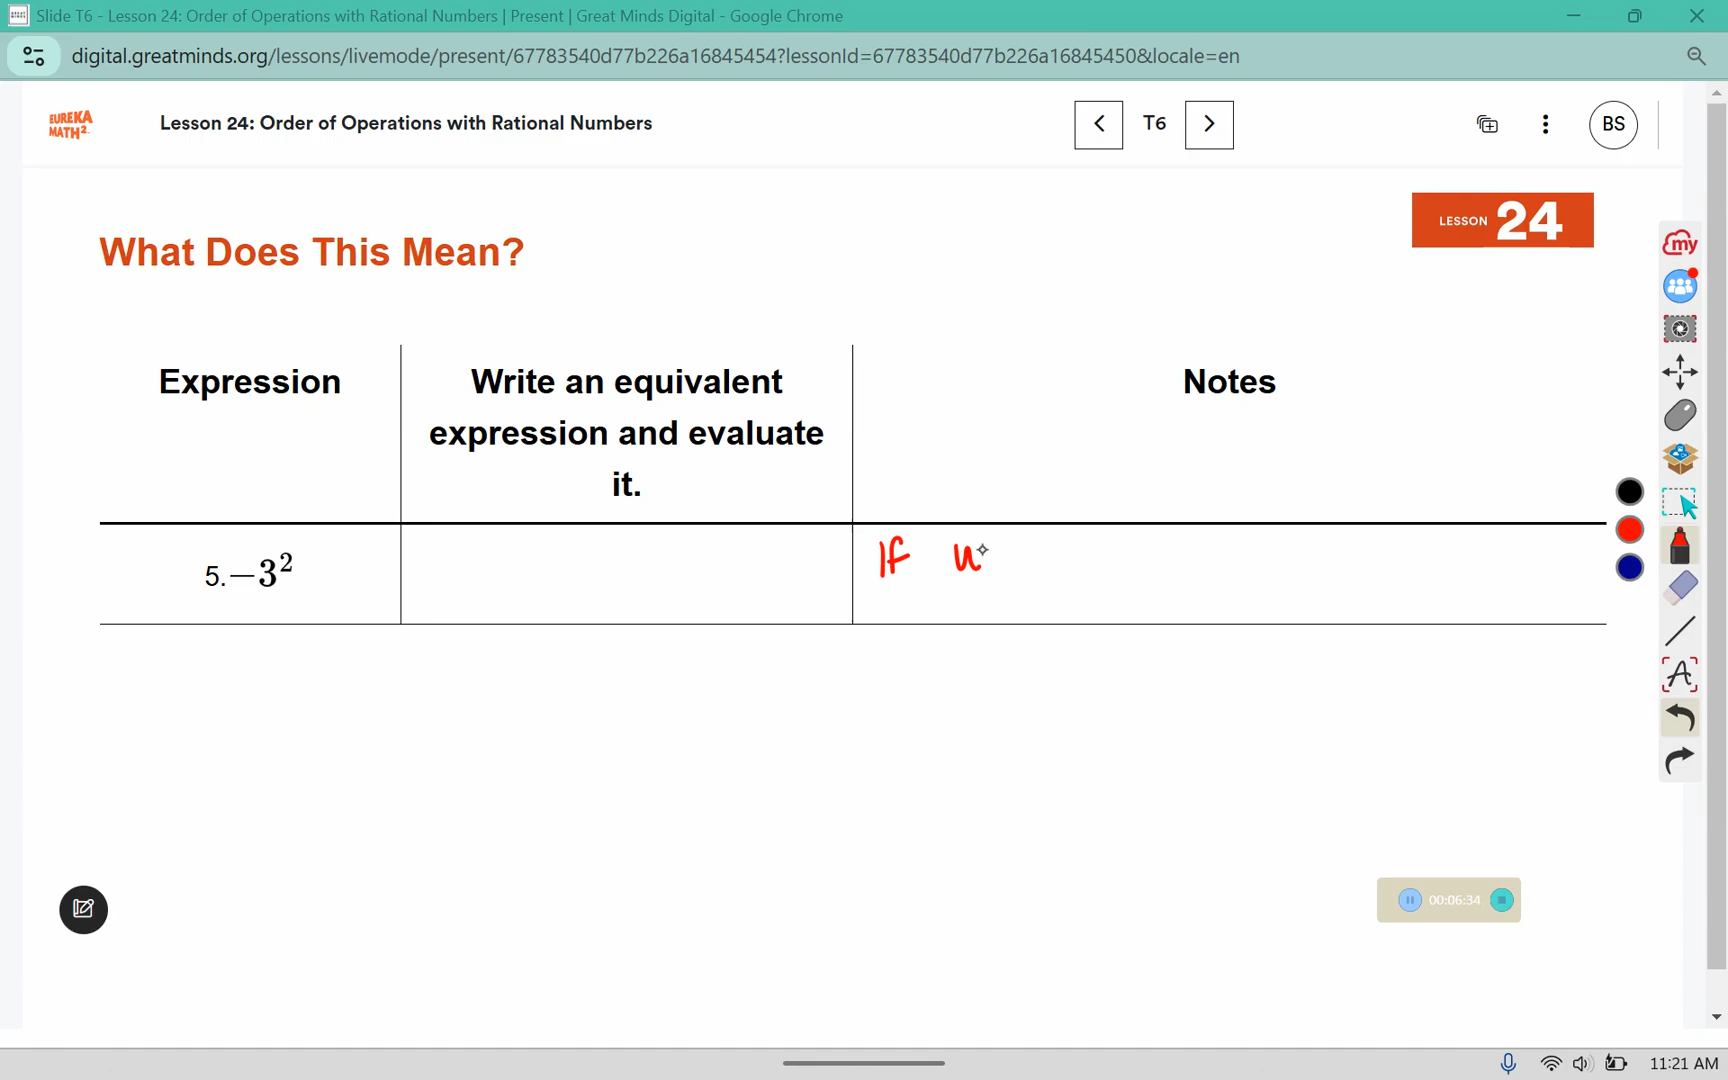 Slide T6 - Lesson 24: Order of Operations with Rational Numbers | Present | Great Minds Digital - Google Chrome
digital.greatminds.org/lessons/livemode/present/67783540d77b226a16845454?lessonId=67783540d77b226a16845450&locale=en
EUREKA
MATH²
Lesson 24: Order of Operations with Rational Numbers
T6
BS
LESSON 24
my
What Does This Mean?
Expression
Write an equivalent
expression and evaluate
it.
Notes
5. −3²
If
00:06:34
11:21 AM